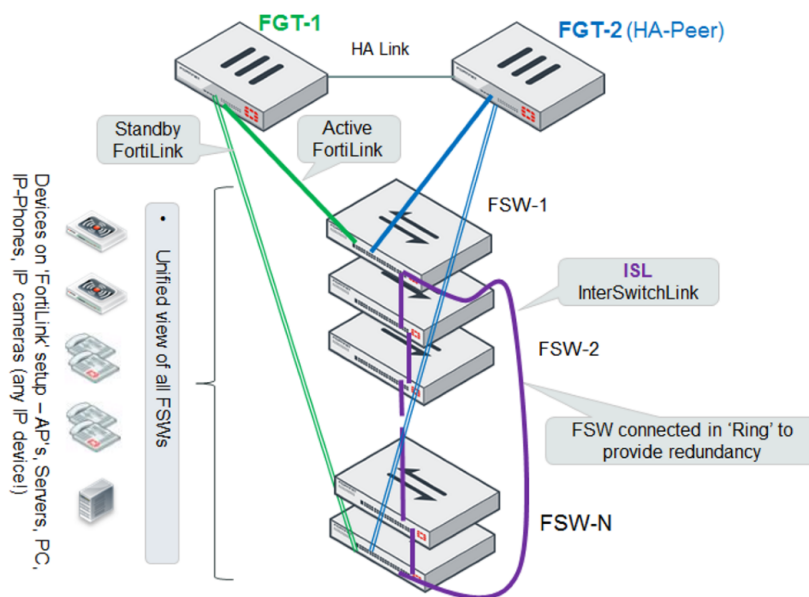 FGT-1
FGT-2 (HA-Peer)
HA Link
Standby
FortiLink
Active
FortiLink
FSW-1
ISL
InterSwitchLink
FSW-2
FSW connected in 'Ring' to
provide redundancy
FSW-N
• Unified view of all FSWs
Devices on 'FortiLink' setup – AP's, Servers, PC,
IP-Phones, IP cameras (any IP device!)